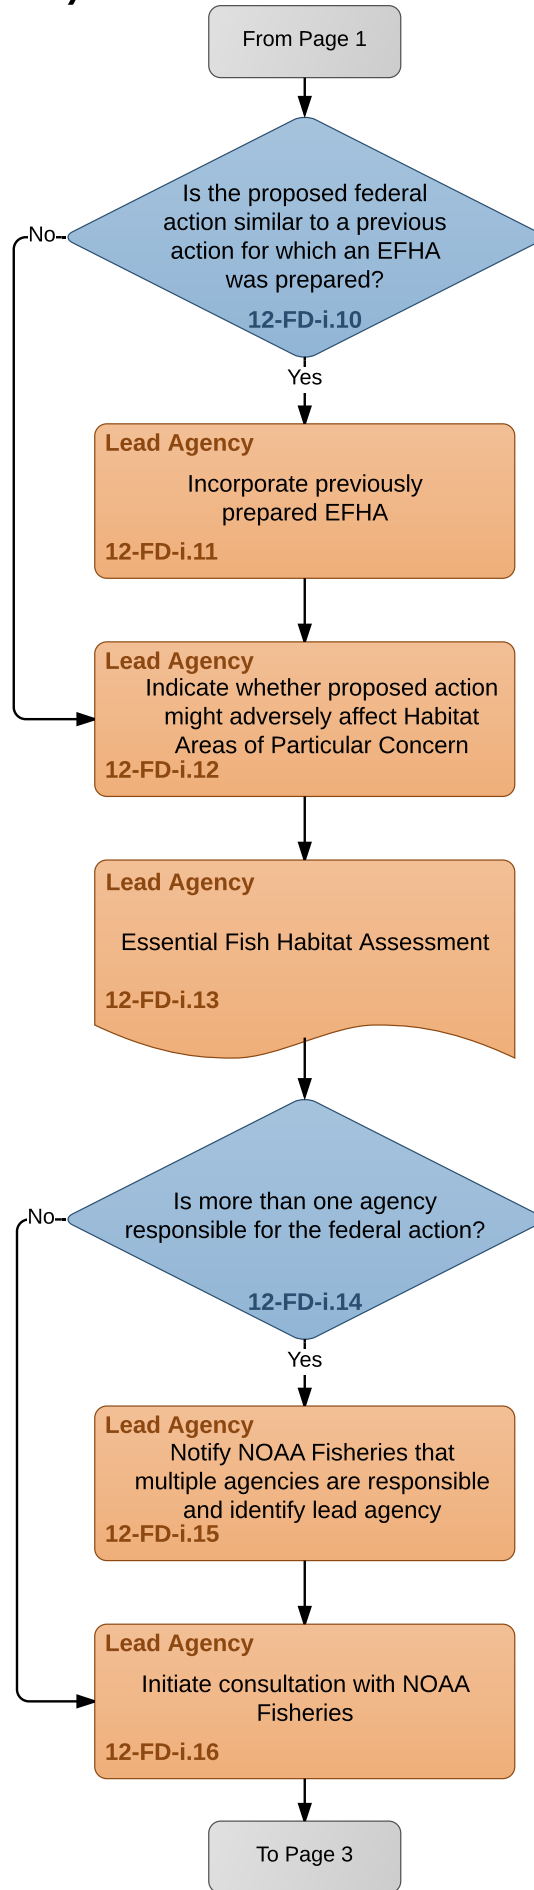 From Page 1
Is the proposed federal
action similar to a previous
action for which an EFHA
was prepared?
12-FD-i.10
No
Yes
Lead Agency
Incorporate previously
prepared EFHA
12-FD-i.11
Lead Agency
Indicate whether proposed action
might adversely affect Habitat
Areas of Particular Concern
12-FD-i.12
Lead Agency
Essential Fish Habitat Assessment
12-FD-i.13
Is more than one agency
responsible for the federal action?
12-FD-i.14
No
Yes
Lead Agency
Notify NOAA Fisheries that
multiple agencies are responsible
and identify lead agency
12-FD-i.15
Lead Agency
Initiate consultation with NOAA
Fisheries
12-FD-i.16
To Page 3